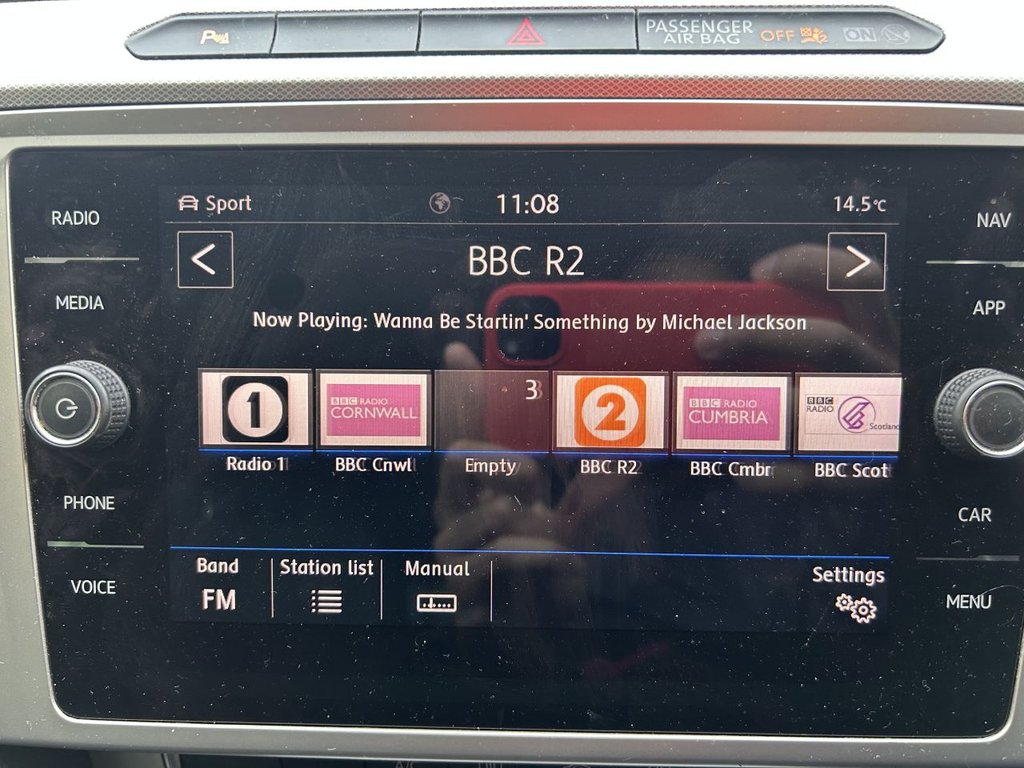 P
PASSENGER
AIR BAG OFF 2 ON
RADIO
MEDIA
PHONE
VOICE
Sport 11:08 14.5°C
BBC R2
Now Playing: Wanna Be Startin' Something by Michael Jackson
1
Radio 1
BBC RADIO
CORNWALL
BBC Cnwl
3
Empty
2
BBC R2
BBC RADIO
CUMBRIA
BBC Cmbr
BBC
RADIO
Scotland
BBC Scot
Band
FM
Station list
Manual
Settings
NAV
APP
CAR
MENU
A/C